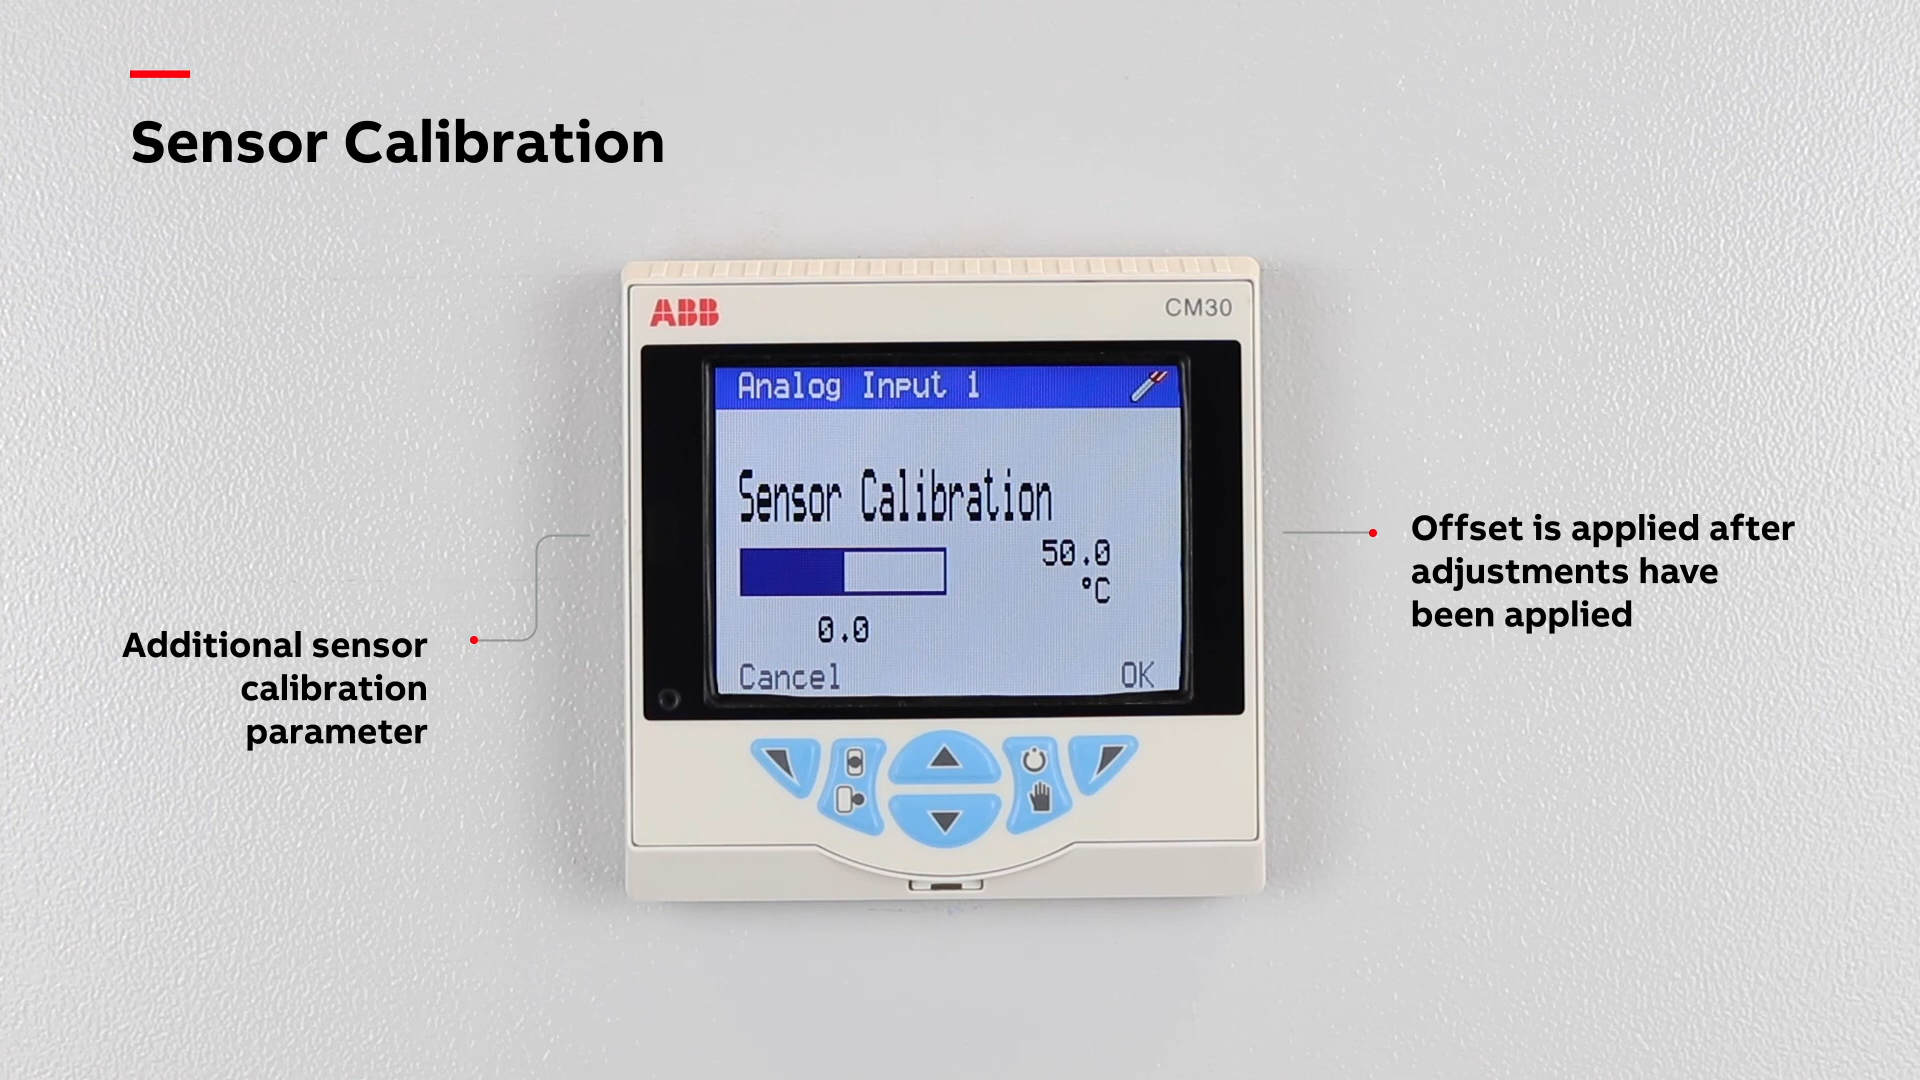 Sensor Calibration
ABB
CM30
Analog Input 1
Sensor Calibration
50.0
°C
0.0
Cancel
OK
Additional sensor
calibration
parameter
Offset is applied after
adjustments have
been applied